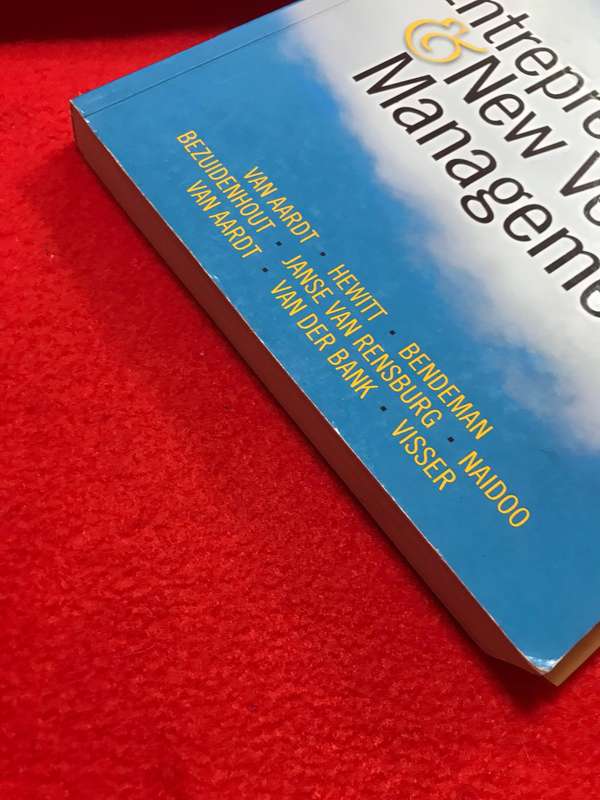 Entrepre
& New Ve
Manageme
VAN AARDT ▪ HEWITT ▪ BENDEMAN
BEZUIDENHOUT ▪ JANSE VAN RENSBURG ▪ NAIDOO
VAN AARDT ▪ VAN DER BANK ▪ VISSER